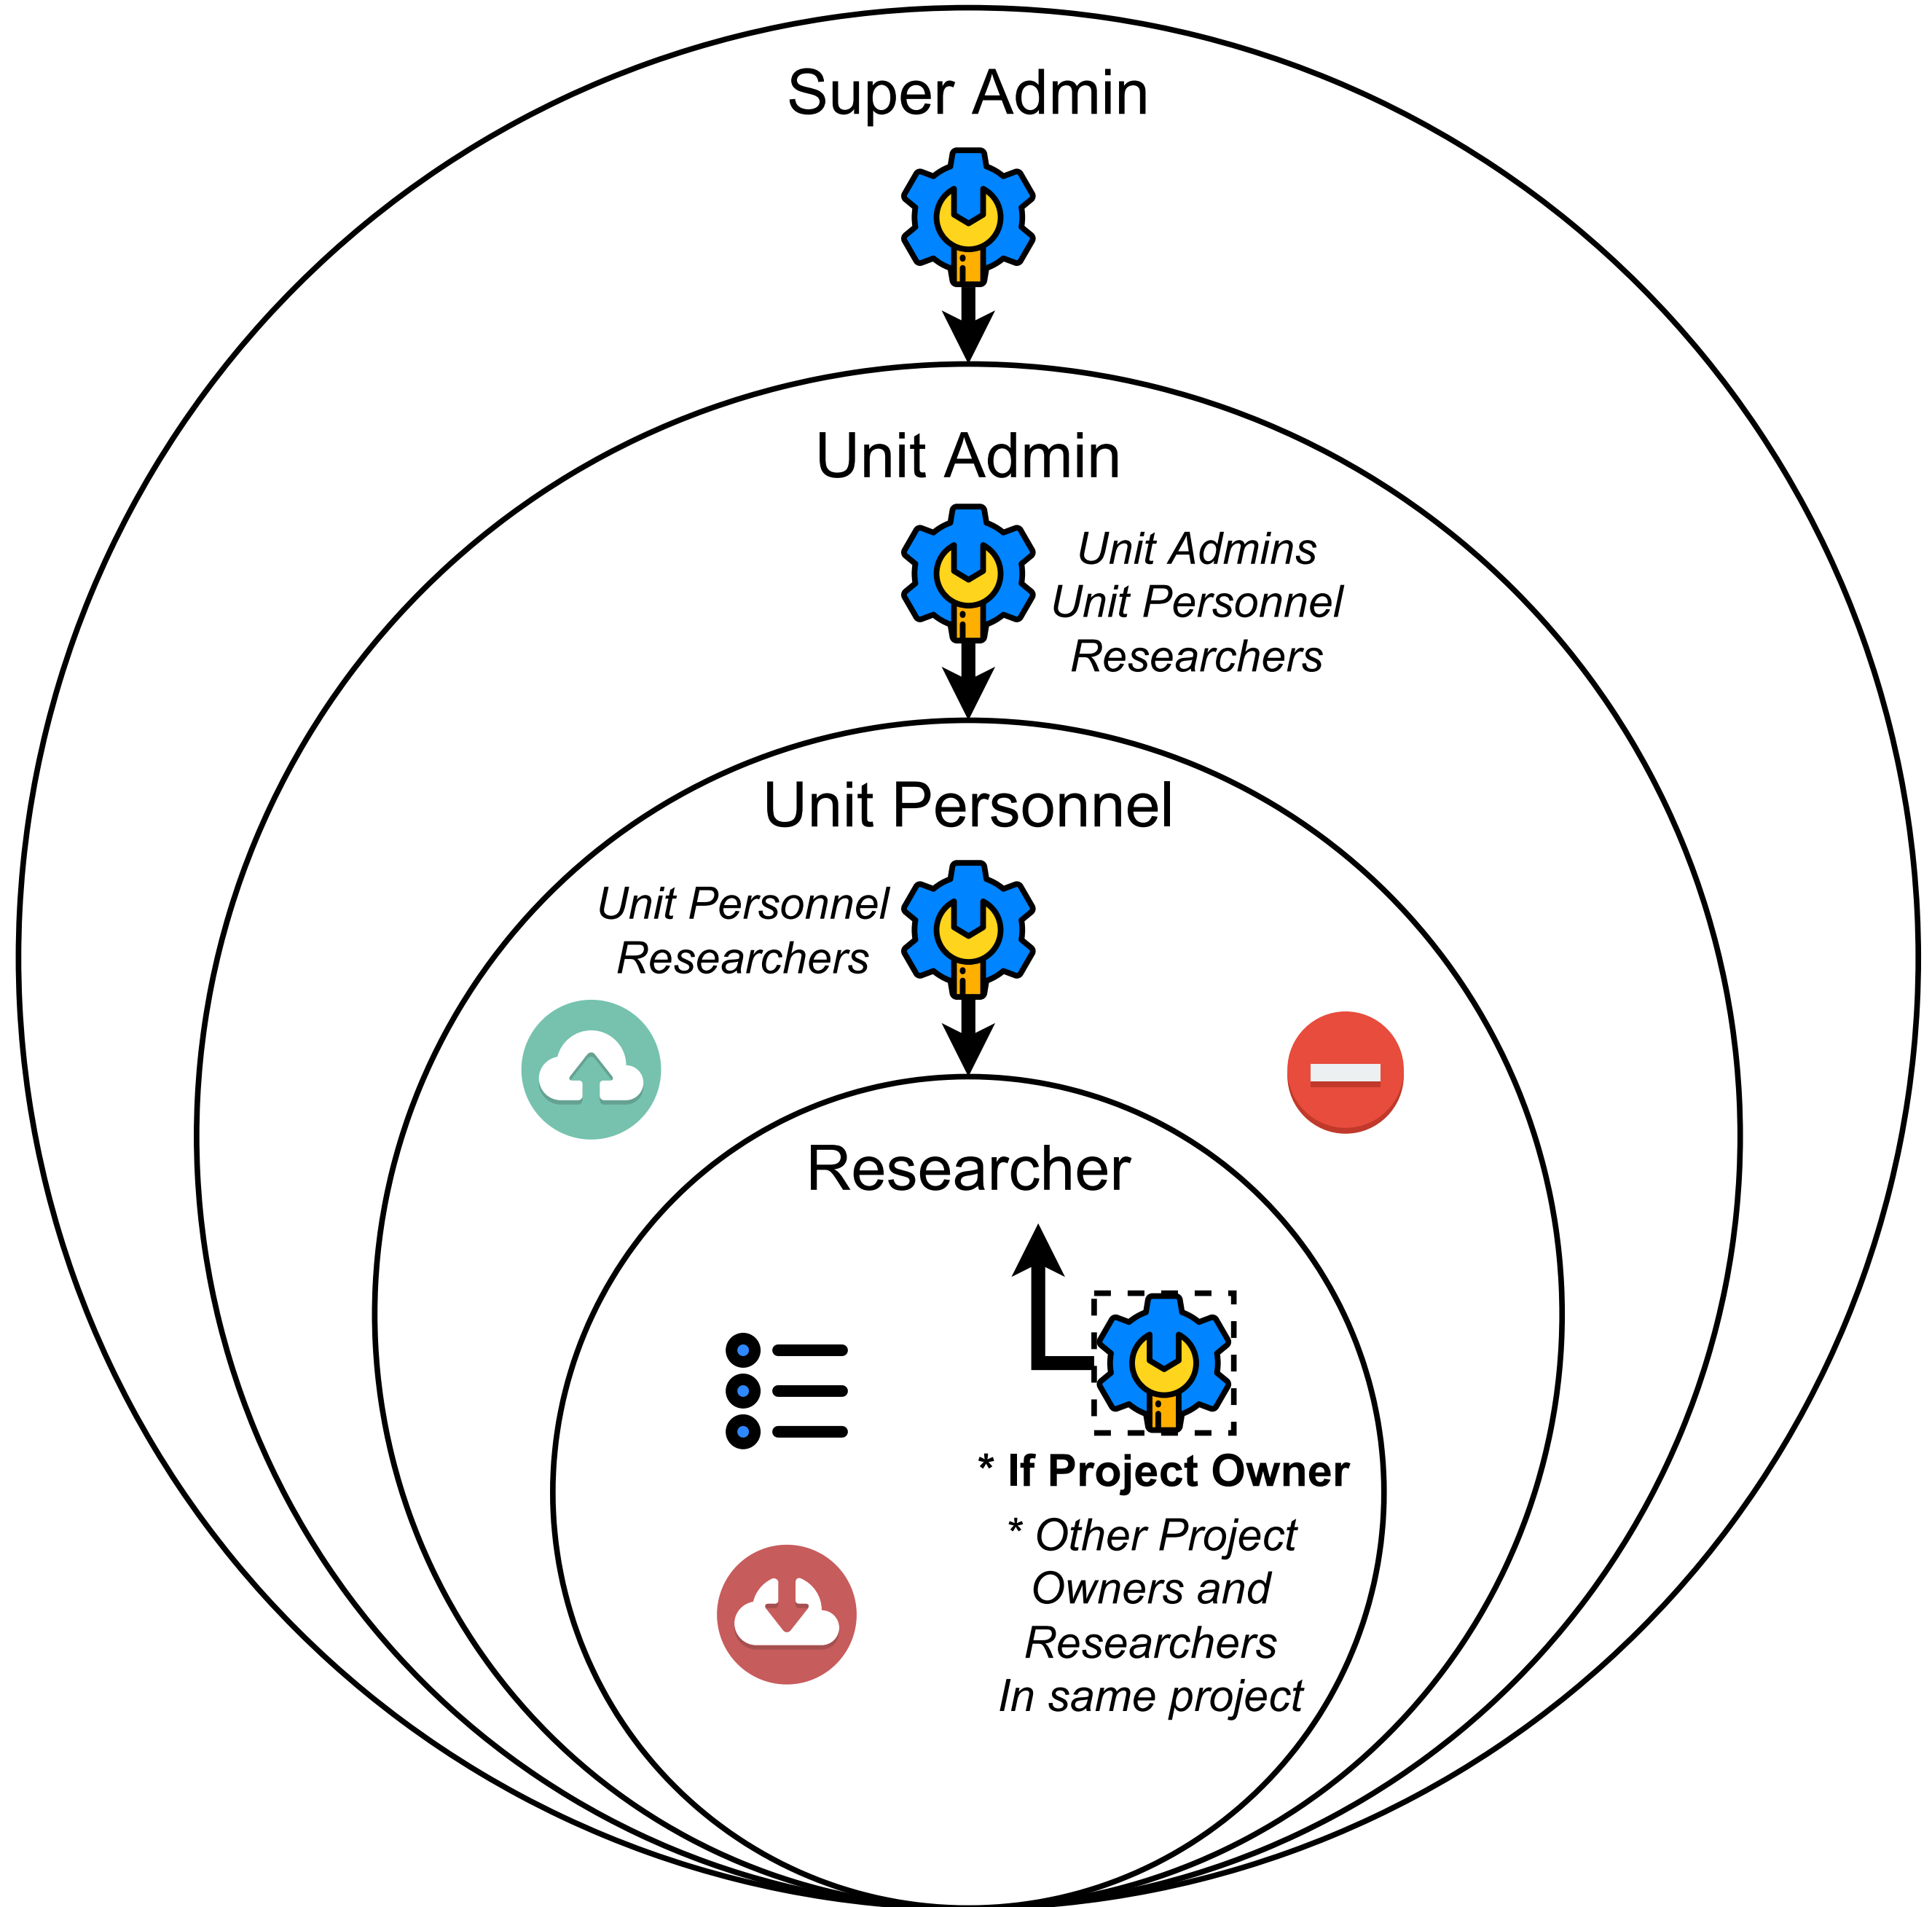 Super Admin
Unit Admin
Unit Admins
Unit Personnel
Researchers
Unit Personnel
Unit Personnel
Researchers
Researcher
* If Project Owner
* Other Project
Owners and
Researchers
In same project